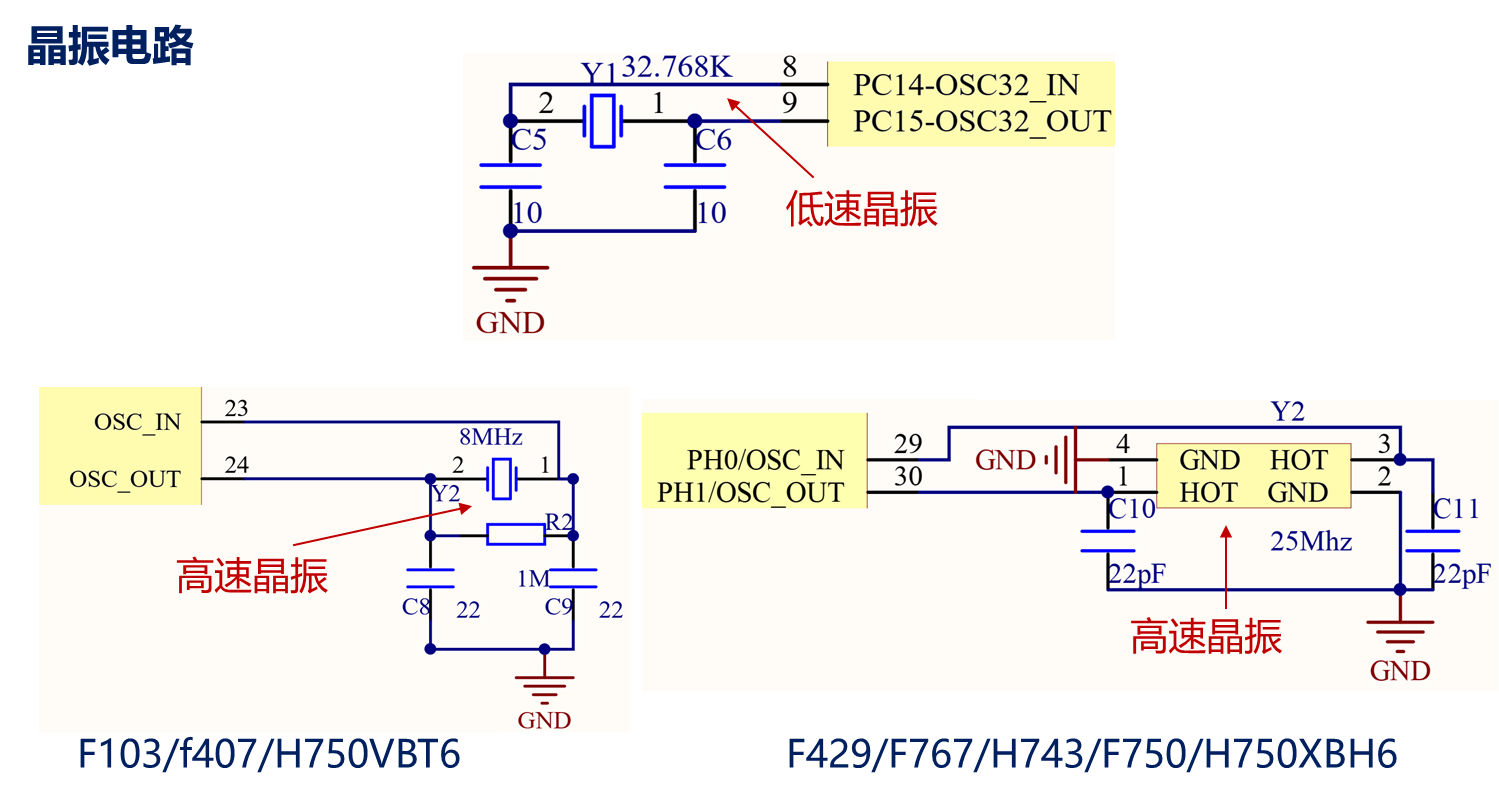 晶振电路
Y1 32.768K
8
PC14-OSC32_IN
2
1
9
PC15-OSC32_OUT
C5
C6
低速晶振
10
10
GND
OSC_IN
23
8MHz
OSC_OUT
24
2
1
Y2
R2
高速晶振
1M
C8
22
C9
22
GND
F103/f407/H750VBT6
Y2
PH0/OSC_IN
29
GND
4
GND
HOT
3
PH1/OSC_OUT
30
1
HOT
GND
2
C10
C11
25Mhz
22pF
22pF
高速晶振
GND
F429/F767/H743/F750/H750XBH6